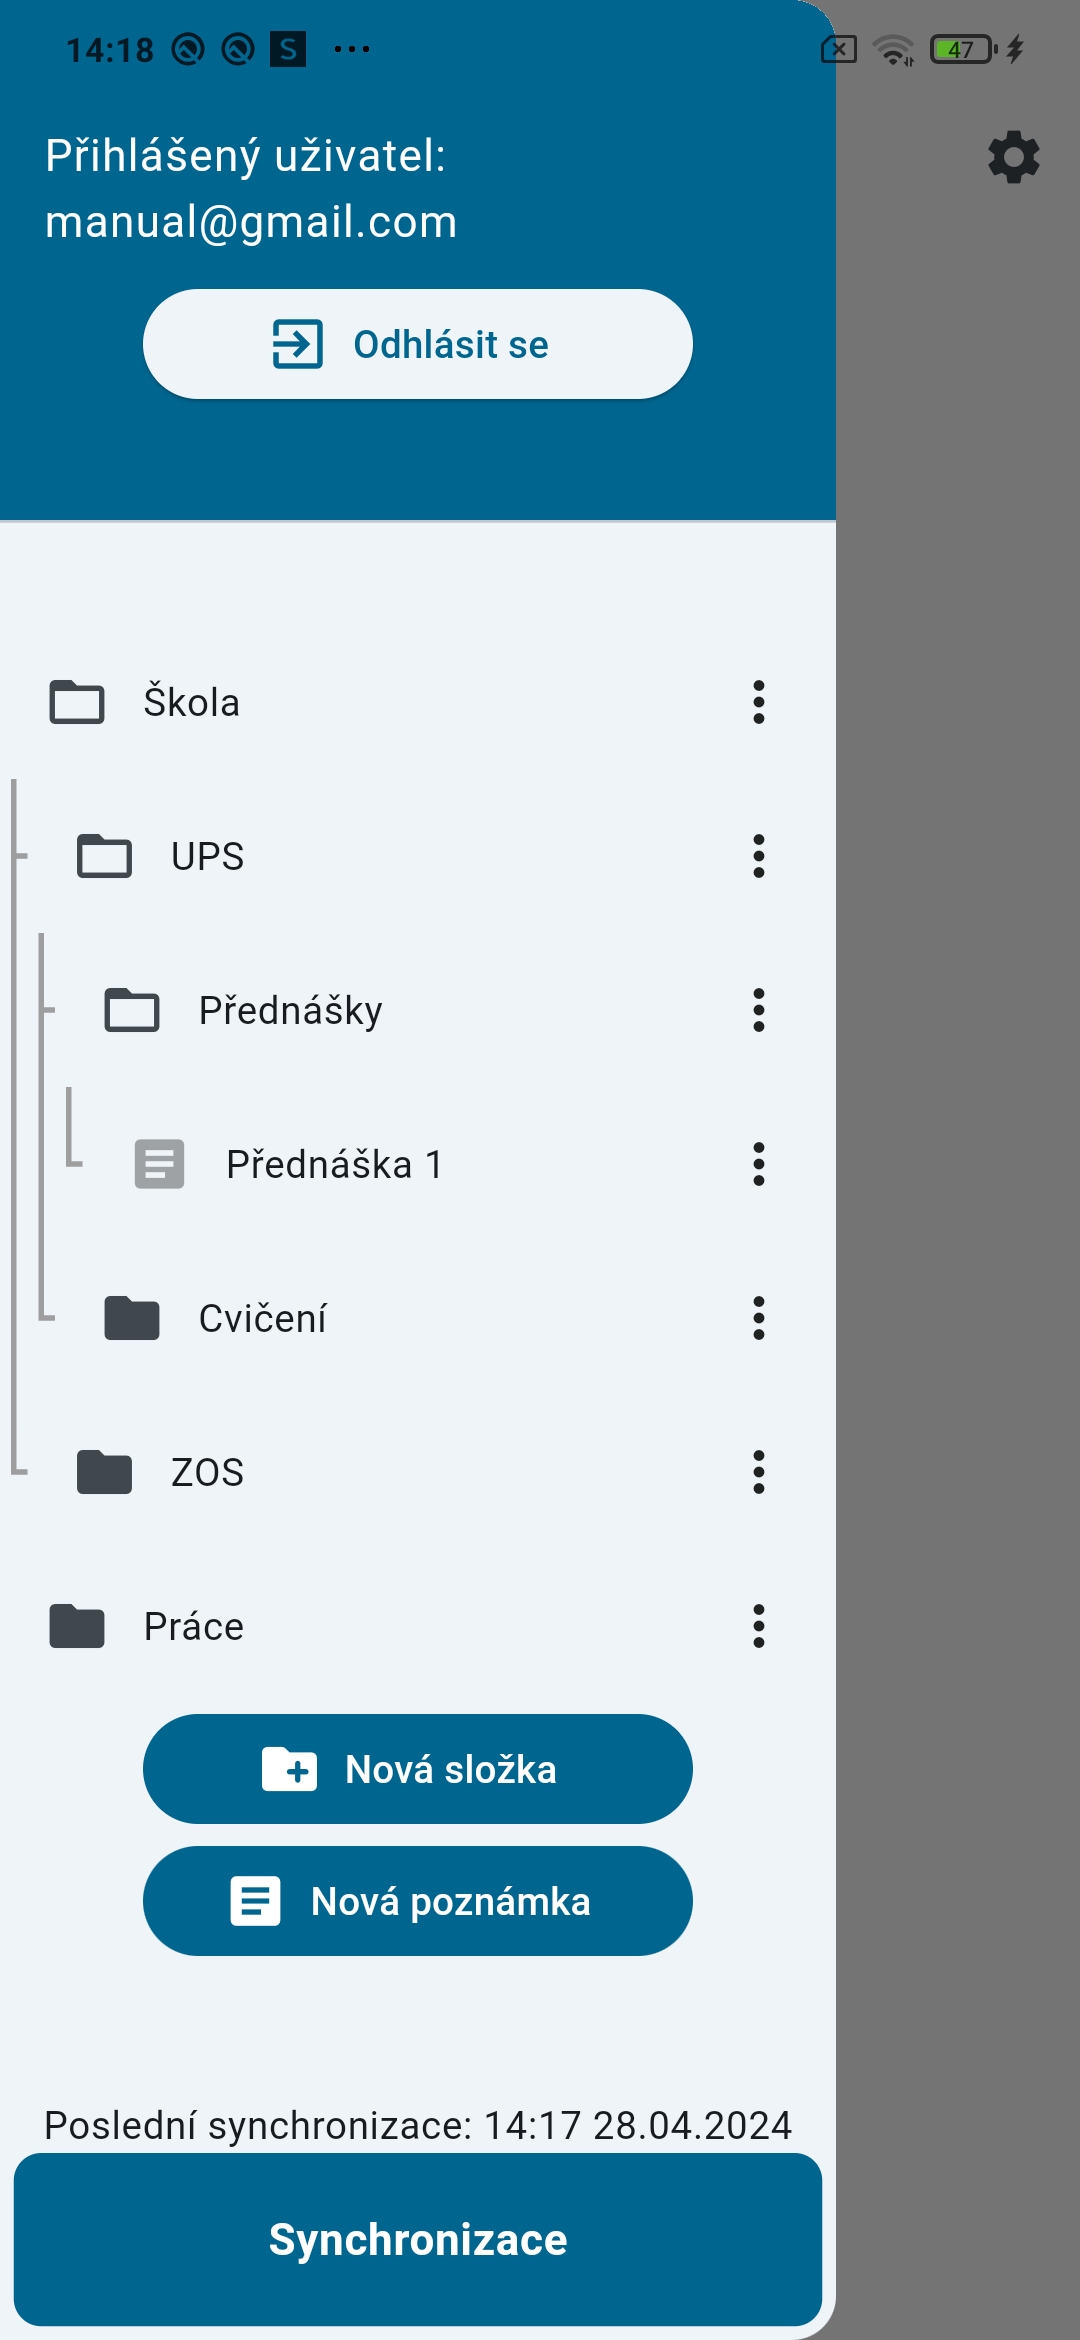 14:18 S ... 47
Přihlášený uživatel:
manual@gmail.com
Odhlásit se
Škola
UPS
Přednášky
Přednáška 1
Cvičení
ZOS
Práce
Nová složka
Nová poznámka
Poslední synchronizace: 14:17 28.04.2024
Synchronizace